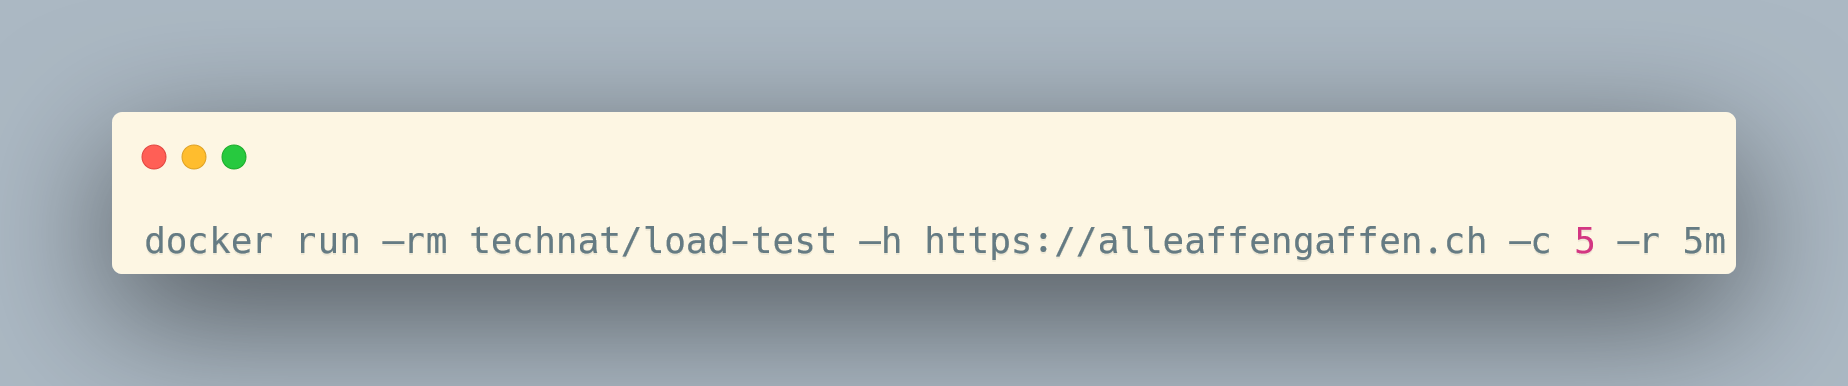 docker run —rm technat/load-test —h https://alleaffengaffen.ch —c 5 —r 5m